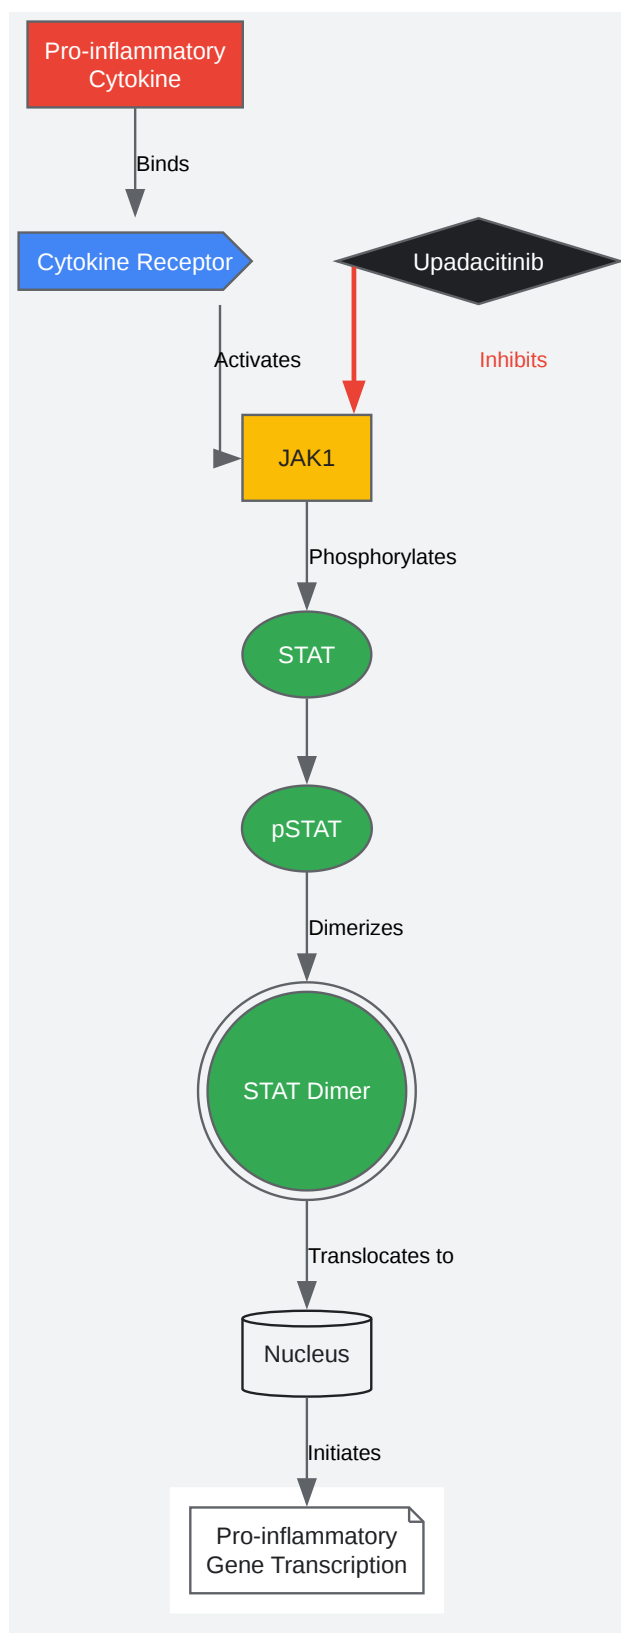 Pro-inflammatory
Cytokine
Binds
Cytokine Receptor
Upadacitinib
Activates
Inhibits
JAK1
Phosphorylates
STAT
pSTAT
Dimerizes
STAT Dimer
Translocates to
Nucleus
Initiates
Pro-inflammatory
Gene Transcription